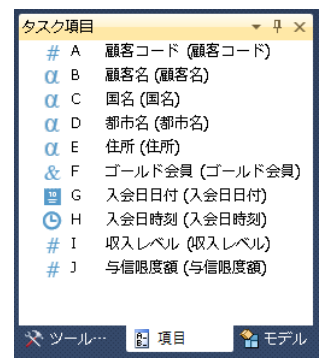 タスク項目
# A 顧客コード (顧客コード)
α B 顧客名 (顧客名)
α C 国名 (国名)
α D 都市名 (都市名)
α E 住所 (住所)
& F ゴールド会員 (ゴールド会員)
10 G 入会日日付 (入会日日付)
H 入会日時刻 (入会日時刻)
# I 収入レベル (収入レベル)
# J 与信限度額 (与信限度額)
ツール… 項目 モデル